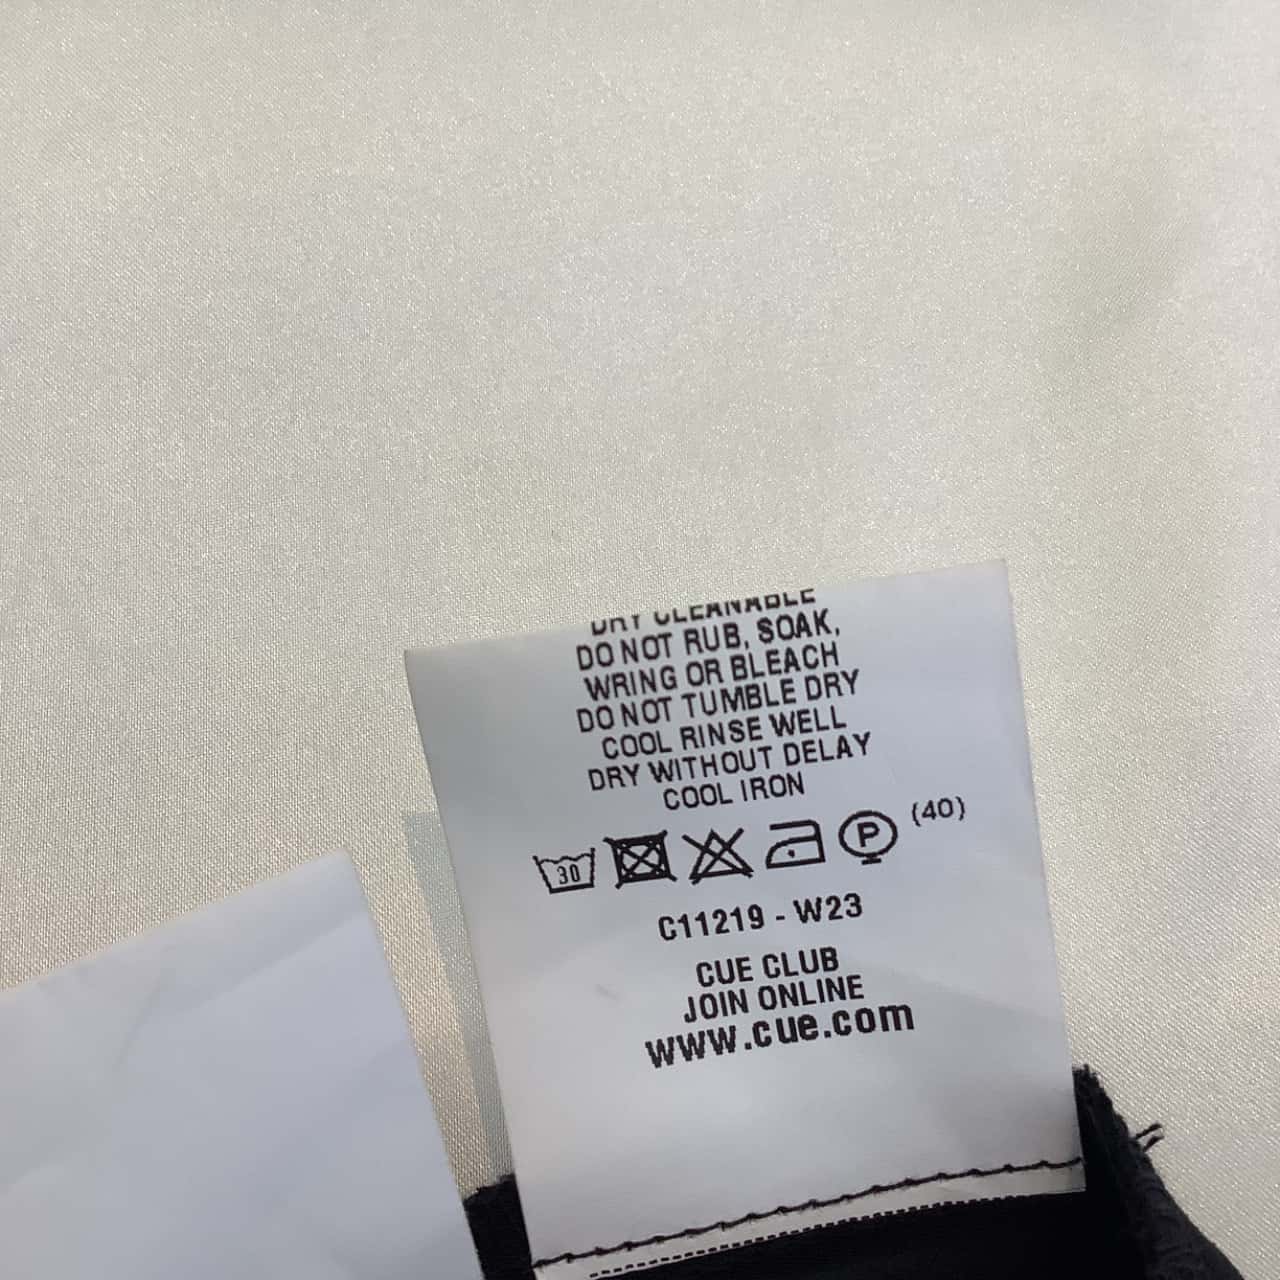 DRY CLEANABLE
DO NOT RUB, SOAK,
WRING OR BLEACH
DO NOT TUMBLE DRY
COOL RINSE WELL
DRY WITHOUT DELAY
COOL IRON
30 P (40)
C11219 - W23
CUE CLUB
JOIN ONLINE
www.cue.com